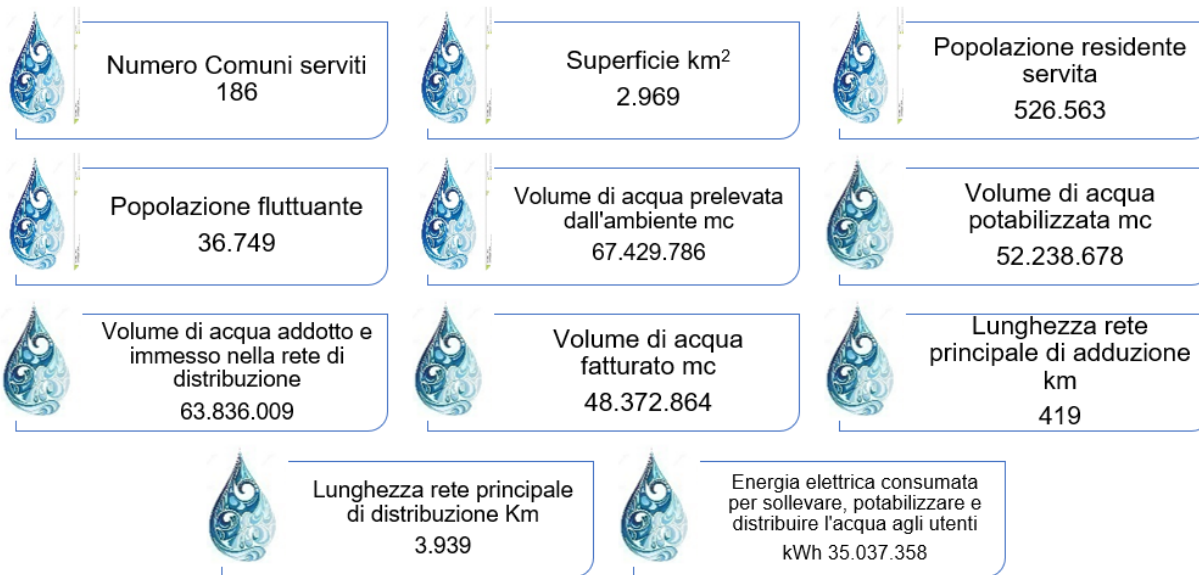 Numero Comuni serviti
186
Superficie km²
2.969
Popolazione residente
servita
526.563
Popolazione fluttuante
36.749
Volume di acqua prelevata
dall'ambiente mc
67.429.786
Volume di acqua
potabilizzata mc
52.238.678
Volume di acqua addotto e
immesso nella rete di
distribuzione
63.836.009
Volume di acqua
fatturato mc
48.372.864
Lunghezza rete
principale di adduzione
km
419
Lunghezza rete principale
di distribuzione Km
3.939
Energia elettrica consumata
per sollevare, potabilizzare e
distribuire l'acqua agli utenti
kWh 35.037.358